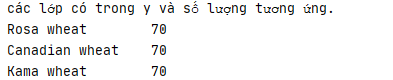 các lớp có trong y và số lượng tương ứng.
Rosa wheat 70
Canadian wheat 70
Kama wheat 70